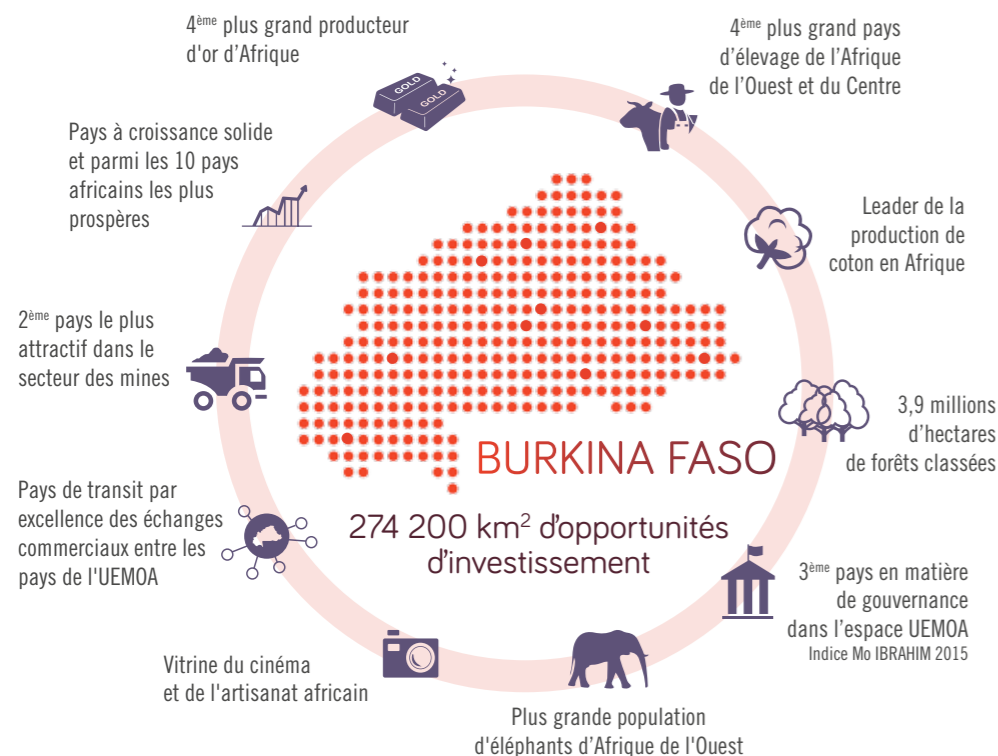 4ème plus grand producteur
d'or d’Afrique
GOLD
GOLD
4ème plus grand pays
d’élevage de l’Afrique
de l’Ouest et du Centre
Pays à croissance solide
et parmi les 10 pays
africains les plus
prospères
Leader de la
production de
coton en Afrique
2ème pays le plus
attractif dans le
secteur des mines
3,9 millions
d’hectares
de forêts classées
BURKINA FASO
274 200 km² d’opportunités
d’investissement
Pays de transit par
excellence des échanges
commerciaux entre les
pays de l'UEMOA
3ème pays en matière
de gouvernance
dans l’espace UEMOA
Indice Mo IBRAHIM 2015
Vitrine du cinéma
et de l'artisanat africain
Plus grande population
d'éléphants d’Afrique de l'Ouest